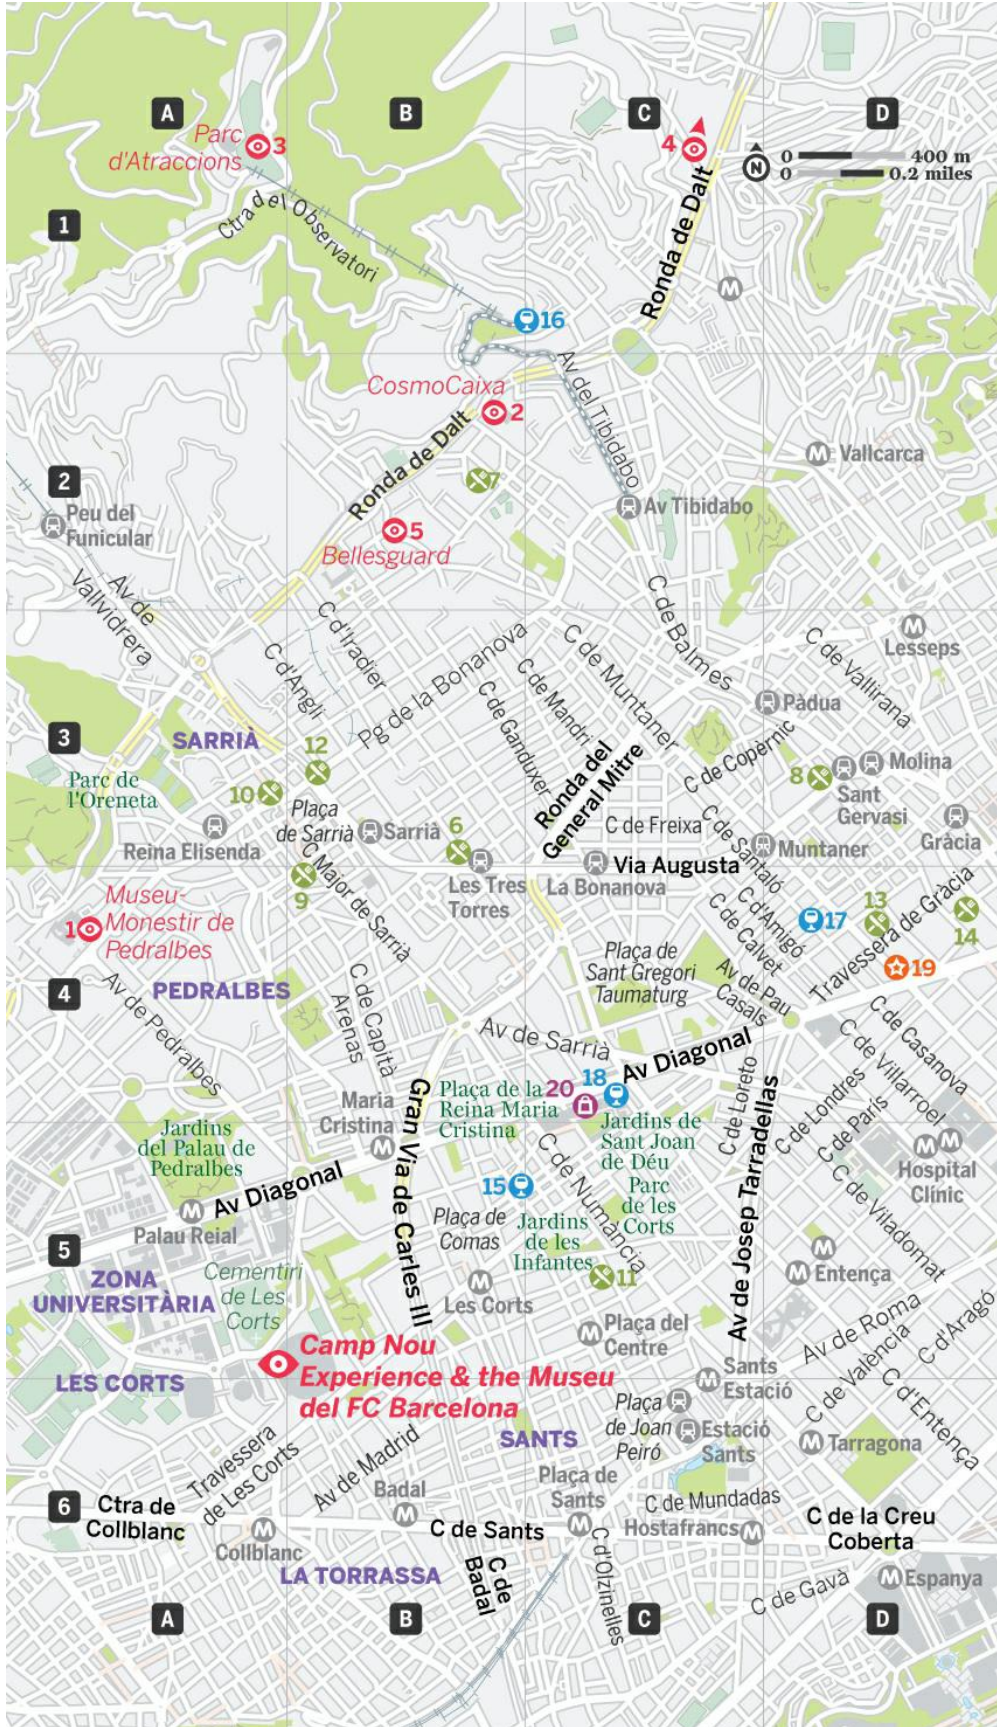 A
B
C
D
Parc
d'Atraccions
3
4
N
0
400 m
0
0.2 miles
1
Ctra del Observatori
Ronda de Dalt
M
16
CosmoCaixa
2
Av del Tibidabo
Ronda de Dalt
M Vallcarca
2
7
Peu del
Funicular
5
Bellesguard
Av Tibidabo
Av de
Vallvidrera
C d'Iradier
C d'Angli
Pg de la Bonanova
C de Balmes
C de Muntaner
C de Mandri
C de Ganduxer
M
Lesseps
C de Vallirana
Pàdua
3
SARRIÀ
12
Ronda del
General Mitre
C de Copernic
Parc de
l'Oreneta
10
8
Molina
Sant
Gervasi
Plaça
de Sarrià
Sarrià
6
C de Freixa
C de Santaló
Reina Elisenda
Muntaner
Gràcia
C Major de Sarrià
9
Les Tres
Torres
La Bonanova
Via Augusta
1
Museu-
Monestir de
Pedralbes
C d'Amigó
C de Calvet
17
13
14
Travessera de Gràcia
19
4
PEDRALBES
Av de Pedralbes
C de Capità
Arenas
Plaça de
Sant Gregori
Taumaturg
Av de Pau
Casals
Av de Sarrià
Av Diagonal
C de Casanova
C de Villarroel
C de Londres
C de París
C de Loreto
Maria
Cristina
M
Gran Via de Carles III
Plaça de la
Reina Maria
Cristina
20
18
Jardins de
Sant Joan
de Déu
Jardins
del Palau de
Pedralbes
C de Numància
Parc
de les
Corts
Av de Josep Tarradellas
M M
Hospital
Clínic
C de Viladomat
15
M
Palau Reial
Av Diagonal
Plaça de
Comas
Jardins
de les
Infantes
11
5
ZONA
UNIVERSITÀRIA
Cementiri
de Les
Corts
M
Les Corts
M
M Entença
Av de Roma
C d'Aragó
C de València
M Plaça del
Centre
Camp Nou
Experience & the Museu
del FC Barcelona
LES CORTS
M Sants
Estació
C d'Entença
Plaça
de Joan
Peiró
Estació
Sants
M Tarragona
SANTS
Travessera
de Les Corts
Av de Madrid
6
Ctra de
Collblanc
Badal
M
Plaça de
Sants
M
C de Mundadas
Hostafrancs M
C de la Creu
Coberta
M
Collblanc
C de Sants
LA TORRASSA
C de
Badal
C d'Olzinelles
C de Gavà
M Espanya
A
B
C
D